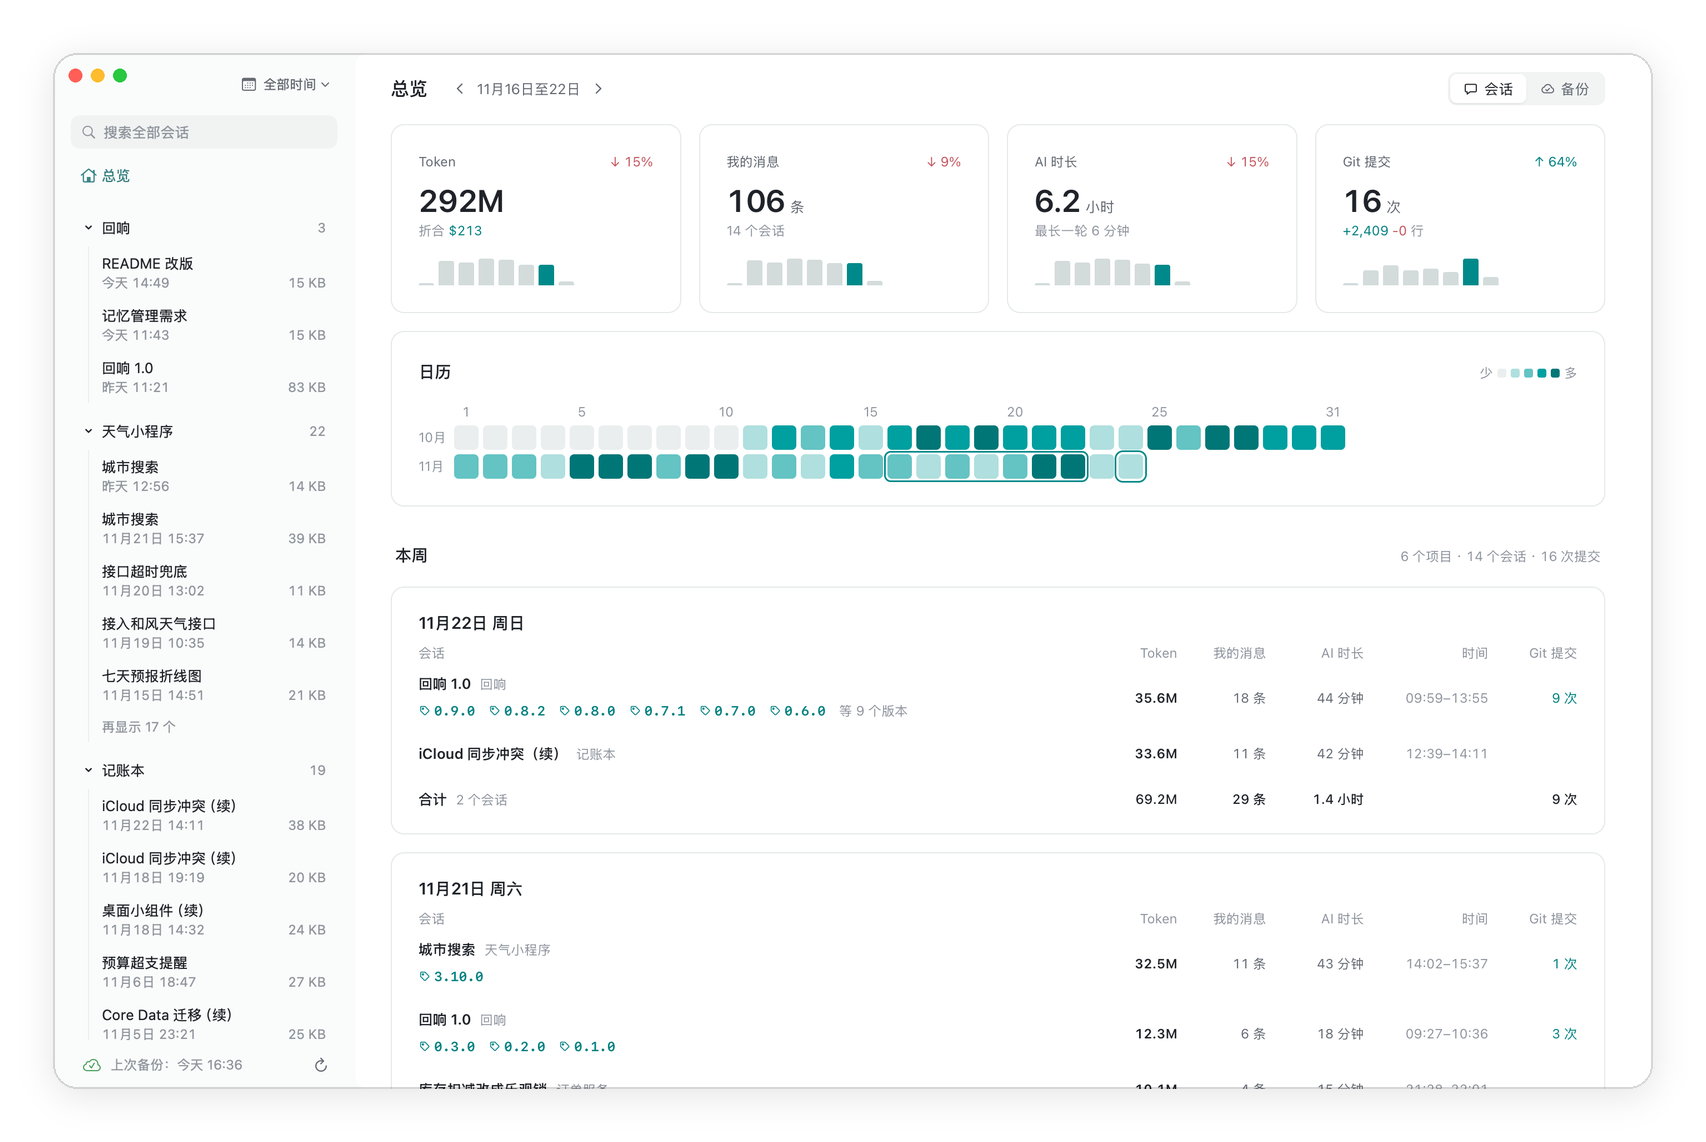 全部时间
搜索全部会话
总览
回响 3
README 改版
今天 14:49 15 KB
记忆管理需求
今天 11:43 15 KB
回响 1.0
昨天 11:21 83 KB
天气小程序 22
城市搜索
昨天 12:56 14 KB
城市搜索
11月21日 15:37 39 KB
接口超时兜底
11月20日 13:02 11 KB
接入和风天气接口
11月19日 10:35 14 KB
七天预报折线图
11月15日 14:51 21 KB
再显示 17 个
记账本 19
iCloud 同步冲突 (续)
11月22日 14:11 38 KB
iCloud 同步冲突 (续)
11月18日 19:19 20 KB
桌面小组件 (续)
11月18日 14:32 24 KB
预算超支提醒
11月6日 18:47 27 KB
Core Data 迁移 (续)
11月5日 23:21 25 KB
上次备份：今天 16:36
总览 11月16日至22日 会话 备份
Token ↓ 15%
292M
折合 $213
我的消息 ↓ 9%
106 条
14 个会话
AI 时长 ↓ 15%
6.2 小时
最长一轮 6 分钟
Git 提交 ↑ 64%
16 次
+2,409 -0 行
日历 少 多
1 5 10 15 20 25 31
10月
11月
本周 6 个项目 · 14 个会话 · 16 次提交
11月22日 周日
会话 Token 我的消息 AI 时长 时间 Git 提交
回响 1.0 回响 35.6M 18 条 44 分钟 09:59–13:55 9 次
0.9.0 0.8.2 0.8.0 0.7.1 0.7.0 0.6.0 等 9 个版本
iCloud 同步冲突（续） 记账本 33.6M 11 条 42 分钟 12:39–14:11
合计 2 个会话 69.2M 29 条 1.4 小时 9 次
11月21日 周六
会话 Token 我的消息 AI 时长 时间 Git 提交
城市搜索 天气小程序 32.5M 11 条 43 分钟 14:02–15:37 1 次
3.10.0
回响 1.0 回响 12.3M 6 条 18 分钟 09:27–10:36 3 次
0.3.0 0.2.0 0.1.0